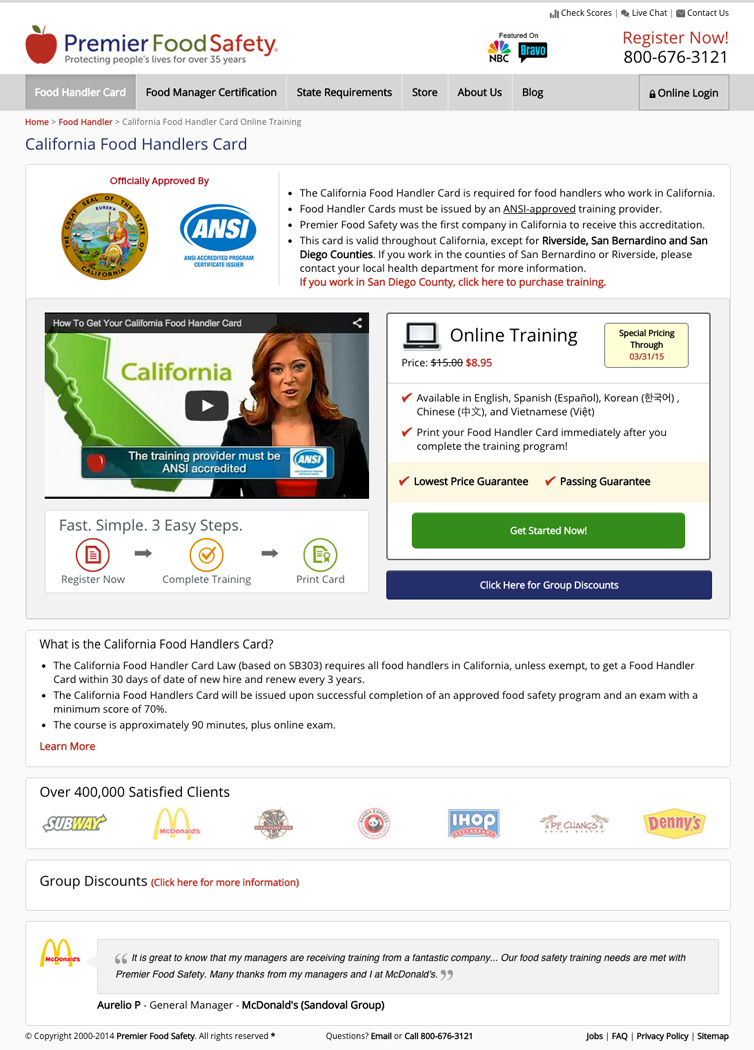 Check Scores | Live Chat | Contact Us
Premier Food Safety.
Protecting people's lives for over 35 years
Featured On
NBC Bravo
Register Now!
800-676-3121
Food Handler Card Food Manager Certification State Requirements Store About Us Blog Online Login
Home > Food Handler > California Food Handler Card Online Training
California Food Handlers Card
Officially Approved By
THE GREAT SEAL OF THE STATE OF CALIFORNIA
EUREKA
ANSI
ANSI ACCREDITED PROGRAM
CERTIFICATE ISSUER
• The California Food Handler Card is required for food handlers who work in California.
• Food Handler Cards must be issued by an ANSI-approved training provider.
• Premier Food Safety was the first company in California to receive this accreditation.
• This card is valid throughout California, except for Riverside, San Bernardino and San
Diego Counties. If you work in the counties of San Bernardino or Riverside, please
contact your local health department for more information.
If you work in San Diego County, click here to purchase training.
How To Get Your California Food Handler Card
California
The training provider must be
ANSI accredited
ANSI
Fast. Simple. 3 Easy Steps.
Register Now Complete Training Print Card
Online Training
Price: $15.00 $8.95
Special Pricing
Through
03/31/15
Available in English, Spanish (Español), Korean (한국어) ,
Chinese (中文), and Vietnamese (Việt)
Print your Food Handler Card immediately after you
complete the training program!
Lowest Price Guarantee Passing Guarantee
Get Started Now!
Click Here for Group Discounts
What is the California Food Handlers Card?
• The California Food Handler Card Law (based on SB303) requires all food handlers in California, unless exempt, to get a Food Handler
Card within 30 days of date of new hire and renew every 3 years.
• The California Food Handlers Card will be issued upon successful completion of an approved food safety program and an exam with a
minimum score of 70%.
• The course is approximately 90 minutes, plus online exam.
Learn More
Over 400,000 Satisfied Clients
SUBWAY McDonald's PANDA EXPRESS IHOP RESTAURANT P.F. CHANG'S CHINA BISTRO Denny's
Group Discounts (Click here for more information)
McDonald's
“ It is great to know that my managers are receiving training from a fantastic company... Our food safety training needs are met with
Premier Food Safety. Many thanks from my managers and I at McDonald's. ”
Aurelio P - General Manager - McDonald's (Sandoval Group)
© Copyright 2000-2014 Premier Food Safety. All rights reserved * Questions? Email or Call 800-676-3121 Jobs | FAQ | Privacy Policy | Sitemap